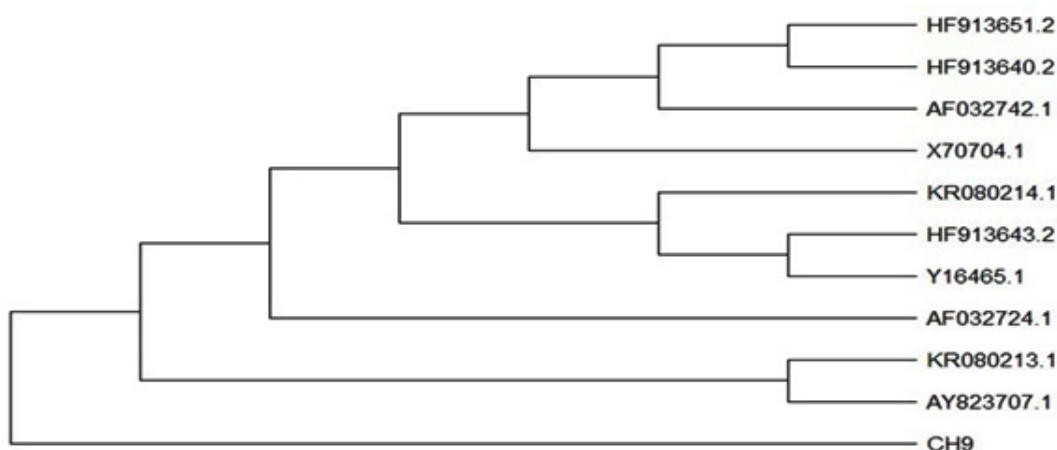 HF913651.2
HF913640.2
AF032742.1
X70704.1
KR080214.1
HF913643.2
Y16465.1
AF032724.1
KR080213.1
AY823707.1
CH9